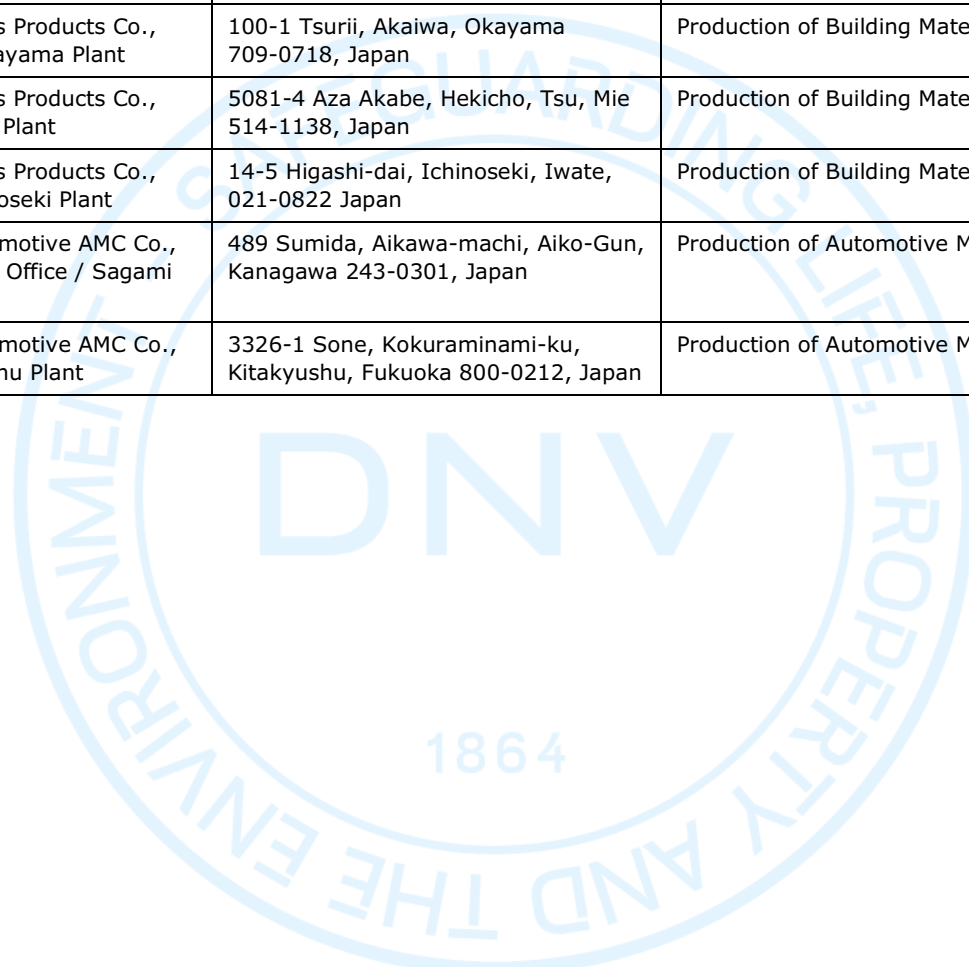 s Products Co., 100-1 Tsurii, Akaiwa, Okayama Production of Building Mate
ayama Plant 709-0718, Japan
s Products Co., 5081-4 Aza Akabe, Hekicho, Tsu, Mie Production of Building Mate
Plant 514-1138, Japan
s Products Co., 14-5 Higashi-dai, Ichinoseki, Iwate, Production of Building Mate
oseki Plant 021-0822 Japan
motive AMC Co., 489 Sumida, Aikawa-machi, Aiko-Gun, Production of Automotive M
Office / Sagami Kanagawa 243-0301, Japan
motive AMC Co., 3326-1 Sone, Kokuraminami-ku, Production of Automotive M
hu Plant Kitakyushu, Fukuoka 800-0212, Japan
SAFEGUARDING LIFE, PROPERTY AND THE ENVIRONMENT -
DNV
1864